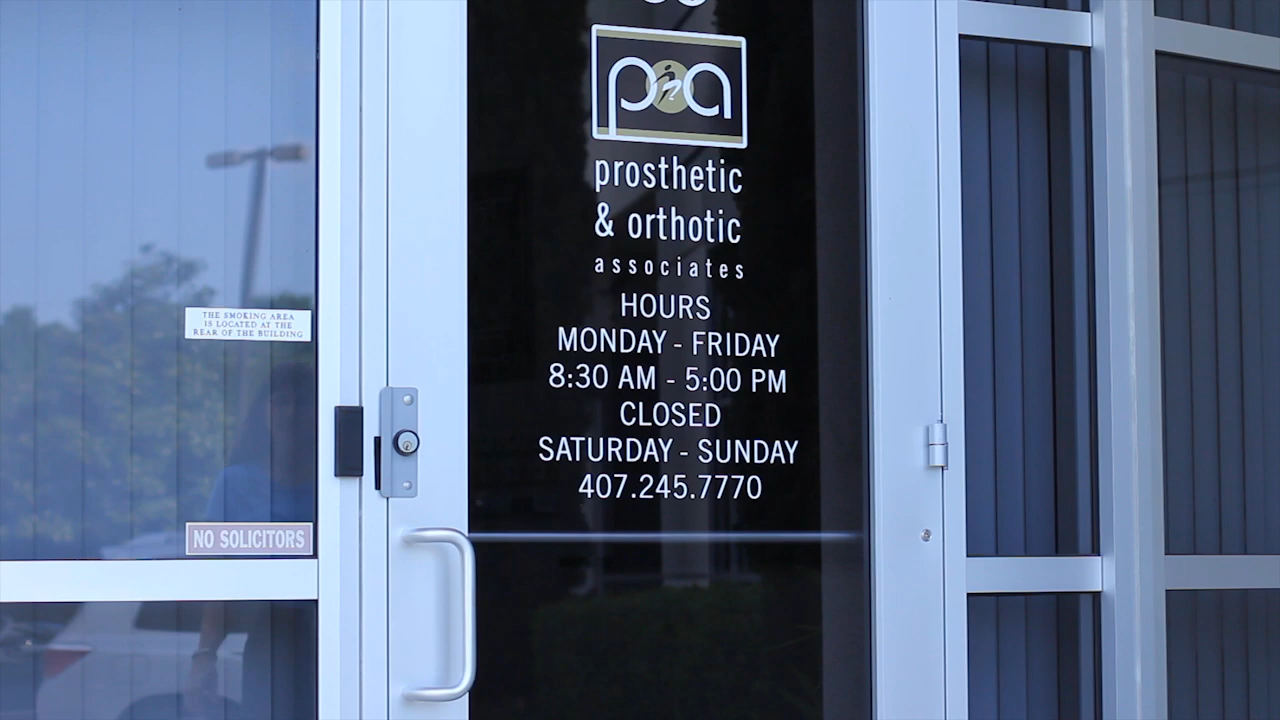 poa
prosthetic
& orthotic
associates
HOURS
MONDAY - FRIDAY
8:30 AM - 5:00 PM
CLOSED
SATURDAY - SUNDAY
407.245.7770
THE SMOKING AREA
IS LOCATED AT THE
REAR OF THE BUILDING
NO SOLICITORS